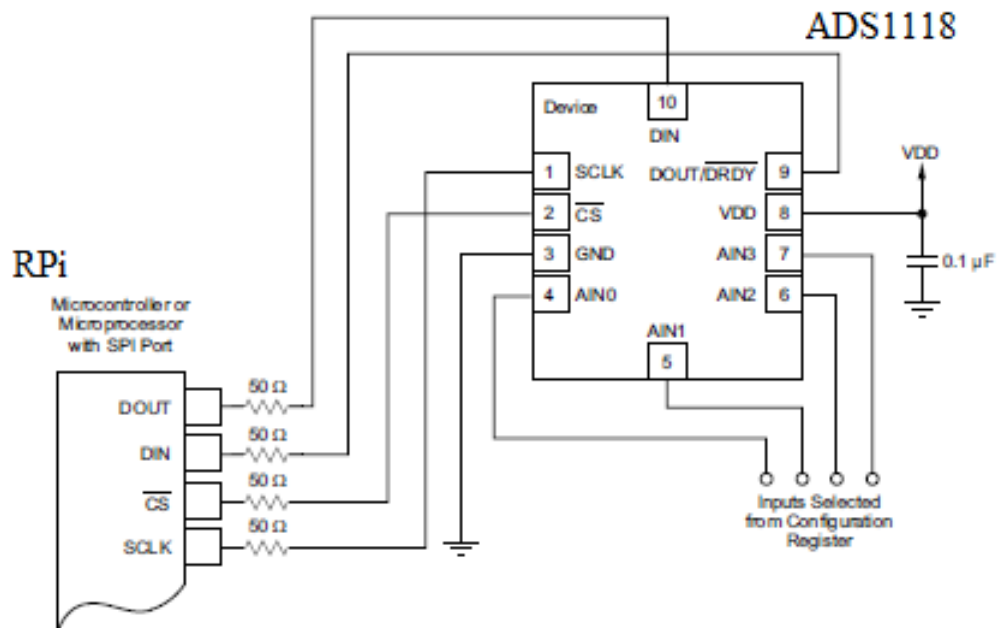 ADS1118
Device
10
DIN
1 SCLK
DOUT/DRDY 9
VDD
2 CS
VDD 8
3 GND
AIN3 7
0.1 µF
4 AIN0
AIN2 6
AIN1
5
RPi
Microcontroller or
Microprocessor
with SPI Port
50 Ω
DOUT
50 Ω
DIN
50 Ω
CS
50 Ω
SCLK
Inputs Selected
from Configuration
Register